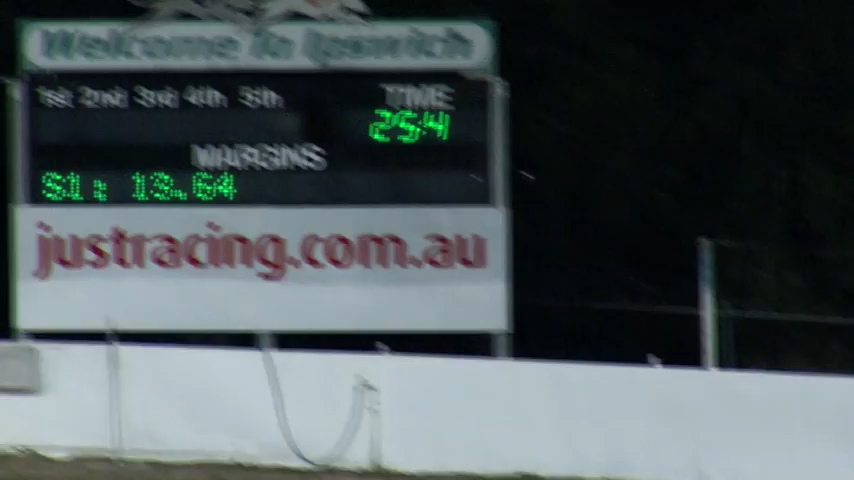 Welcome to Ipswich
1st 2nd 3rd 4th 5th TIME
25:4
MARGINS
S1: 13.64
justracing.com.au